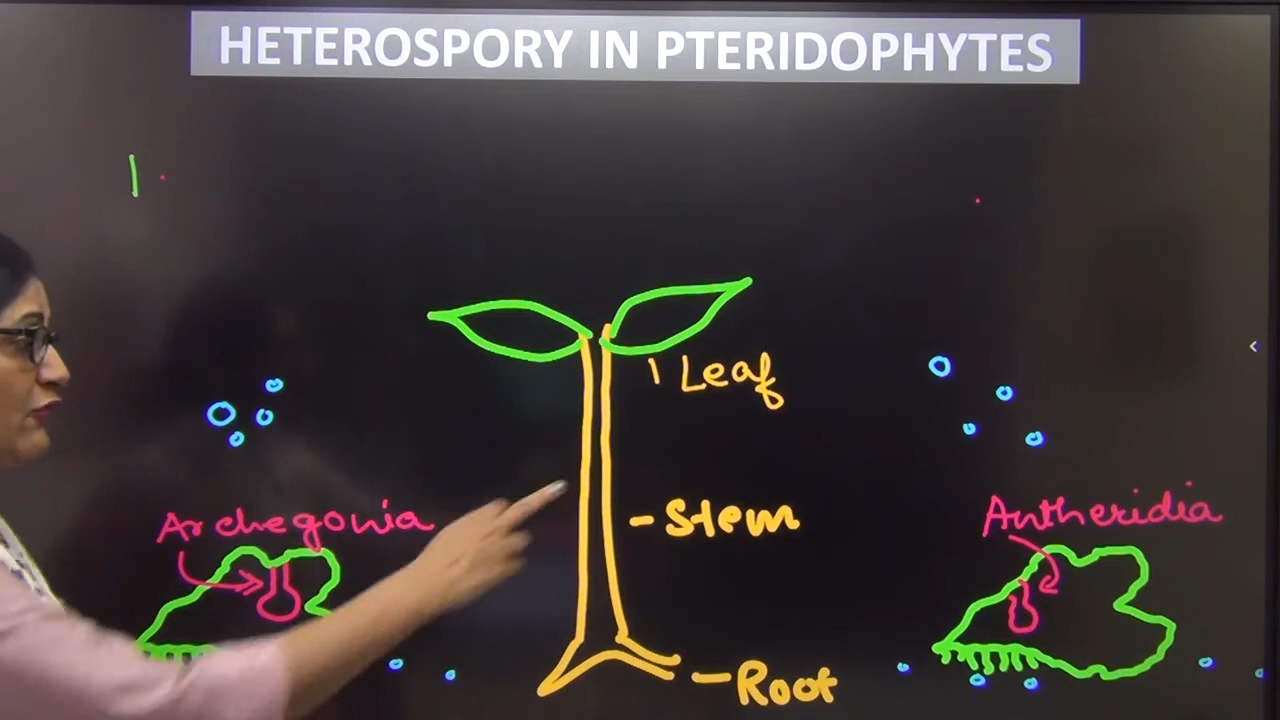 HETEROSPORY IN PTERIDOPHYTES
Leaf
Archegonia
Stem
Antheridia
Root